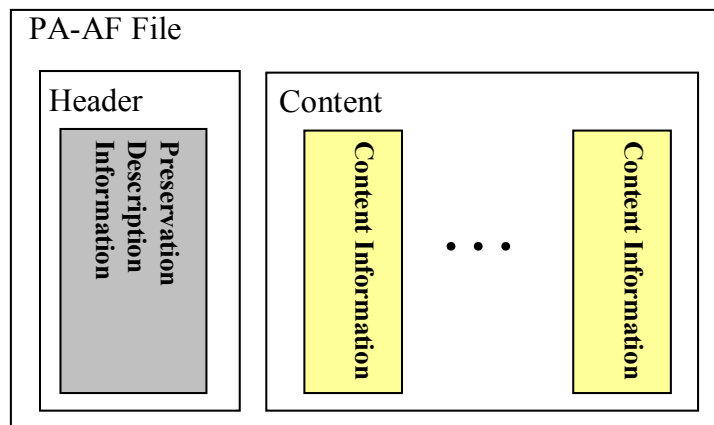 PA-AF File
Header
Content
Preservation
Description
Information
Content Information
• • •
Content Information